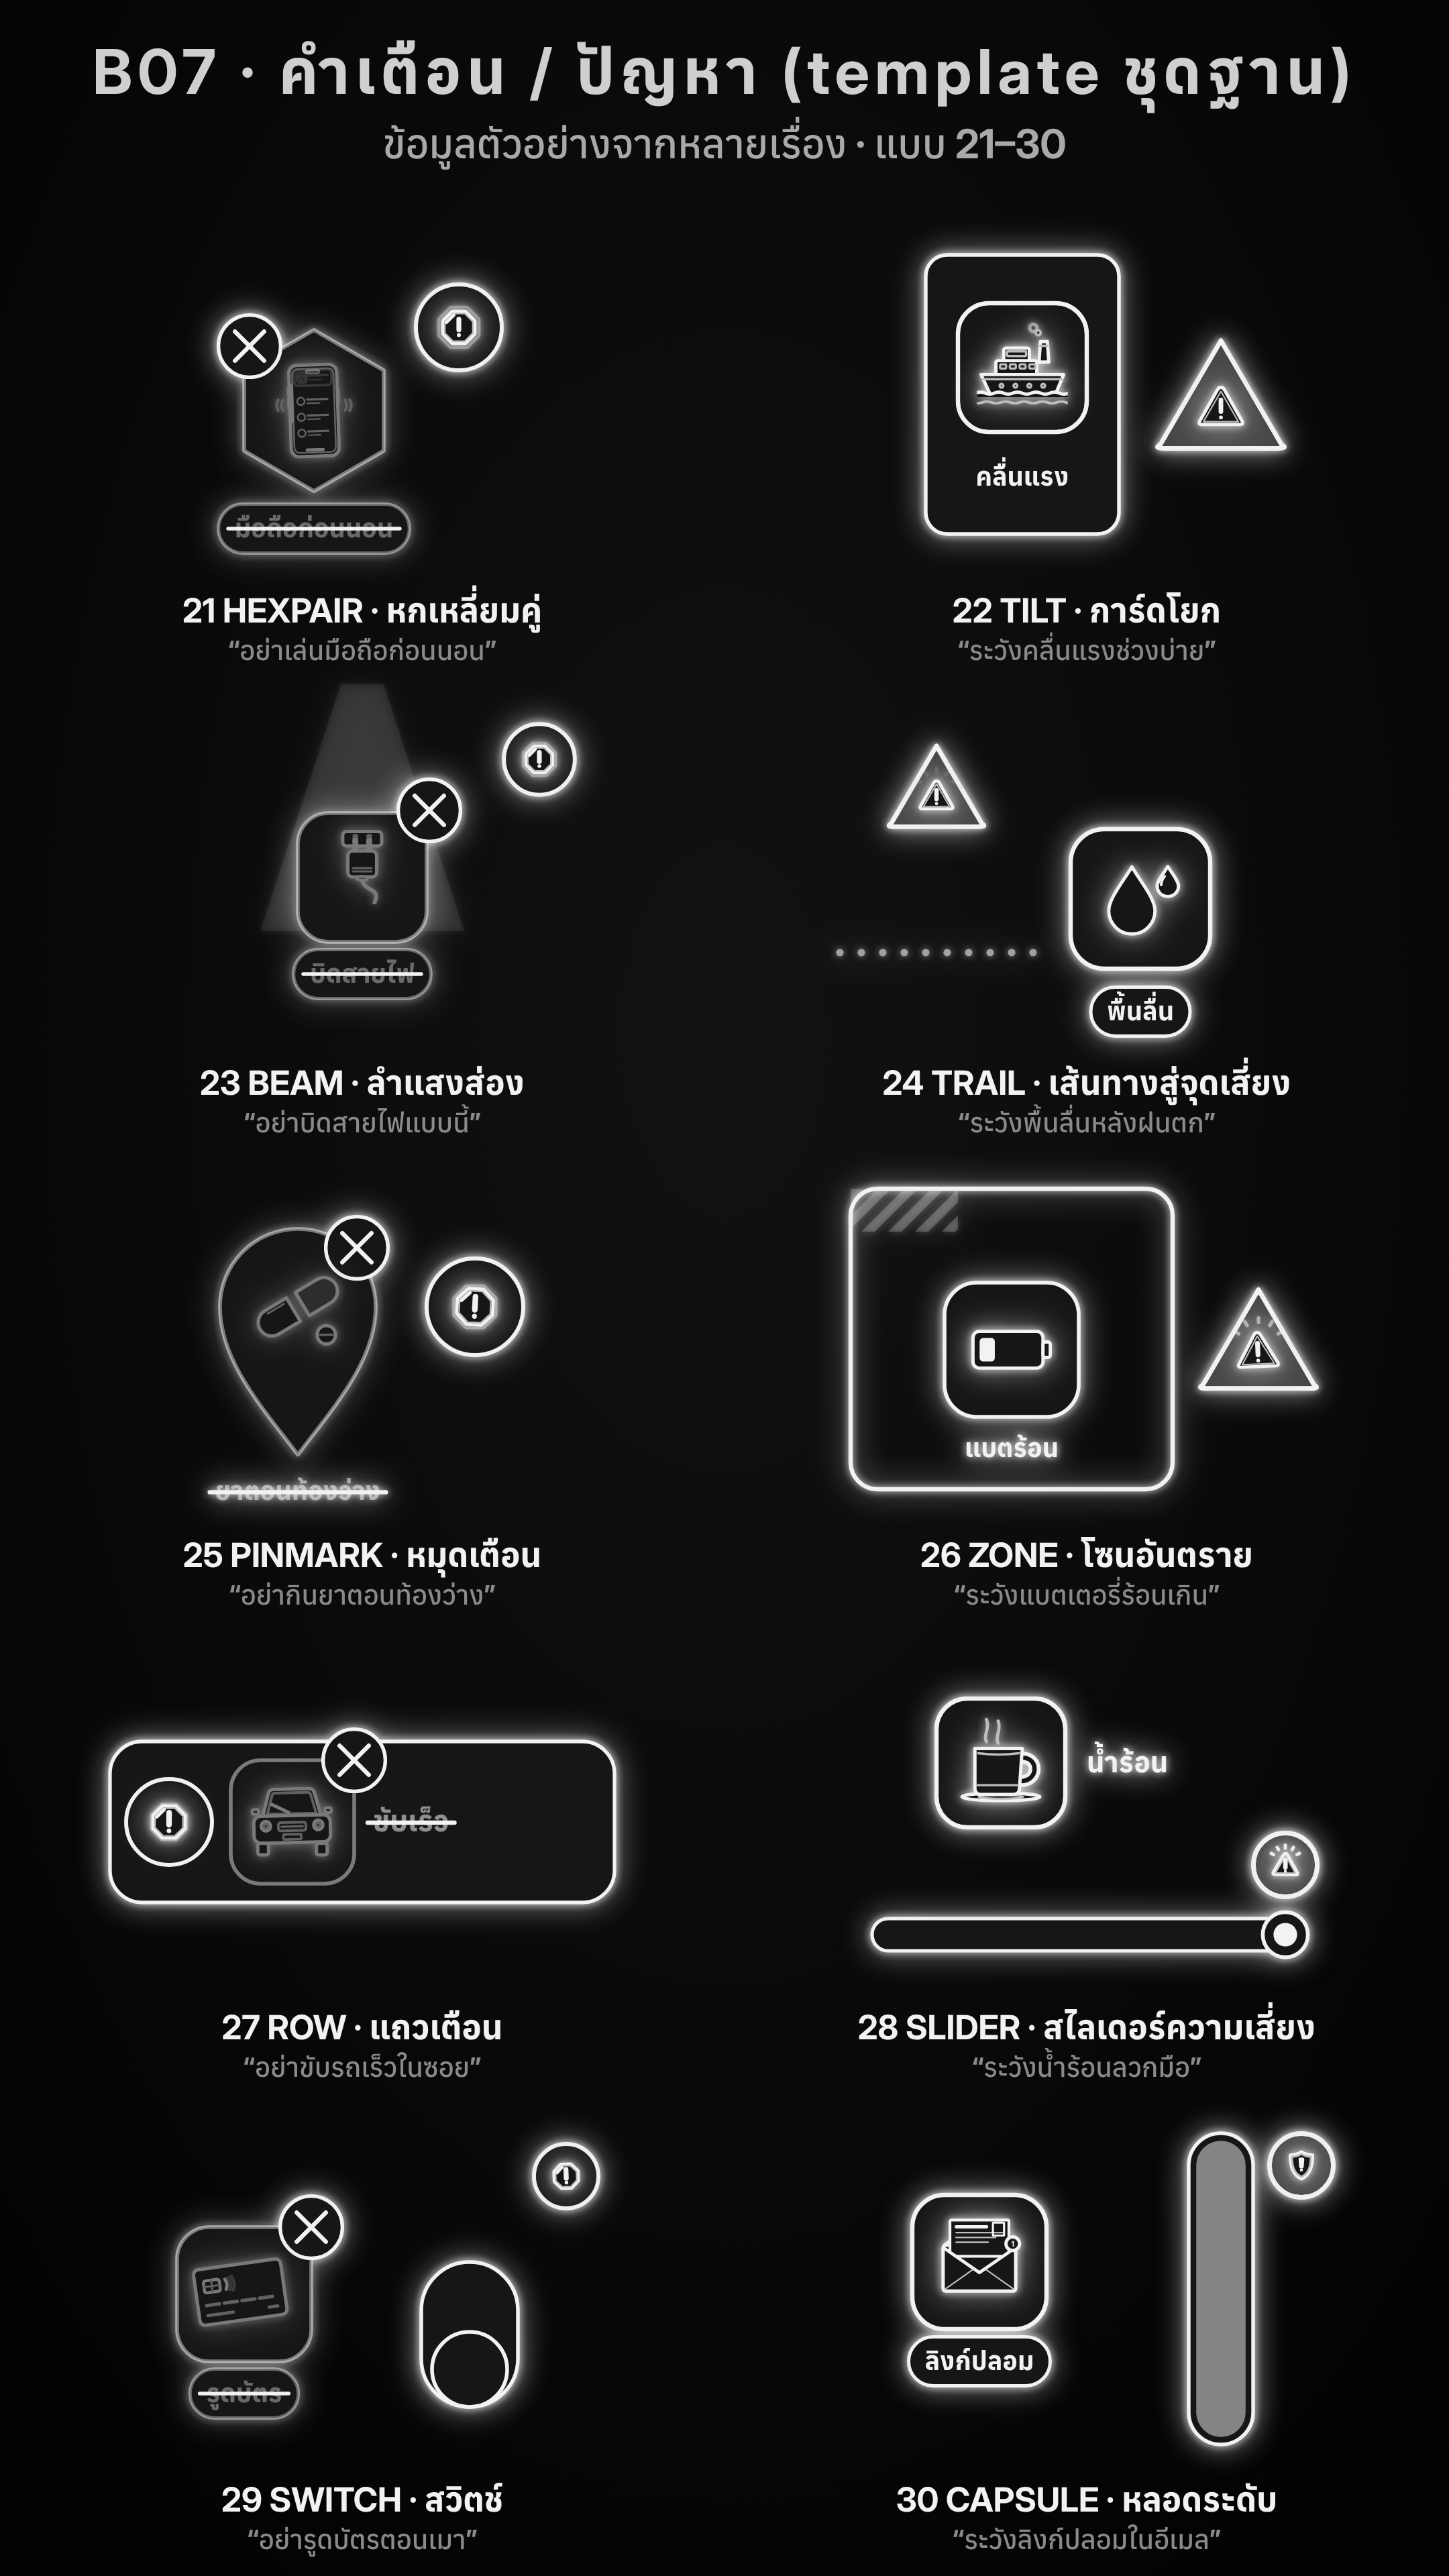 B07 · คำเตือน / ปัญหา (template ชุดฐาน)
ข้อมูลตัวอย่างจากหลายเรื่อง · แบบ 21–30
มือถือก่อนนอน
คลื่นแรง
21 HEXPAIR · หกเหลี่ยมคู่
“อย่าเล่นมือถือก่อนนอน”
22 TILT · การ์ดโยก
“ระวังคลื่นแรงช่วงบ่าย”
บิดสายไฟ
พื้นลื่น
23 BEAM · ลำแสงส่อง
“อย่าบิดสายไฟแบบนี้”
24 TRAIL · เส้นทางสู่จุดเสี่ยง
“ระวังพื้นลื่นหลังฝนตก”
ยาตอนท้องว่าง
แบตร้อน
25 PINMARK · หมุดเตือน
“อย่ากินยาตอนท้องว่าง”
26 ZONE · โซนอันตราย
“ระวังแบตเตอรี่ร้อนเกิน”
ขับเร็ว
น้ำร้อน
27 ROW · แถวเตือน
“อย่าขับรถเร็วในซอย”
28 SLIDER · สไลเดอร์ความเสี่ยง
“ระวังน้ำร้อนลวกมือ”
รูดบัตร
ลิงก์ปลอม
29 SWITCH · สวิตช์
“อย่ารูดบัตรตอนเมา”
30 CAPSULE · หลอดระดับ
“ระวังลิงก์ปลอมในอีเมล”